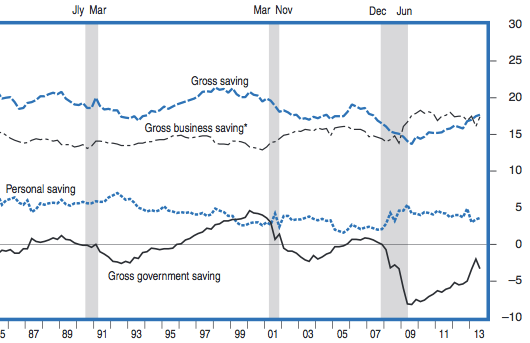 Jly Mar Mar Nov Dec Jun
30
Gross saving
25
20
Gross business saving*
15
10
Personal saving
5
0
Gross government saving
–5
–10
5 87 89 91 93 95 97 99 01 03 05 07 09 11 13